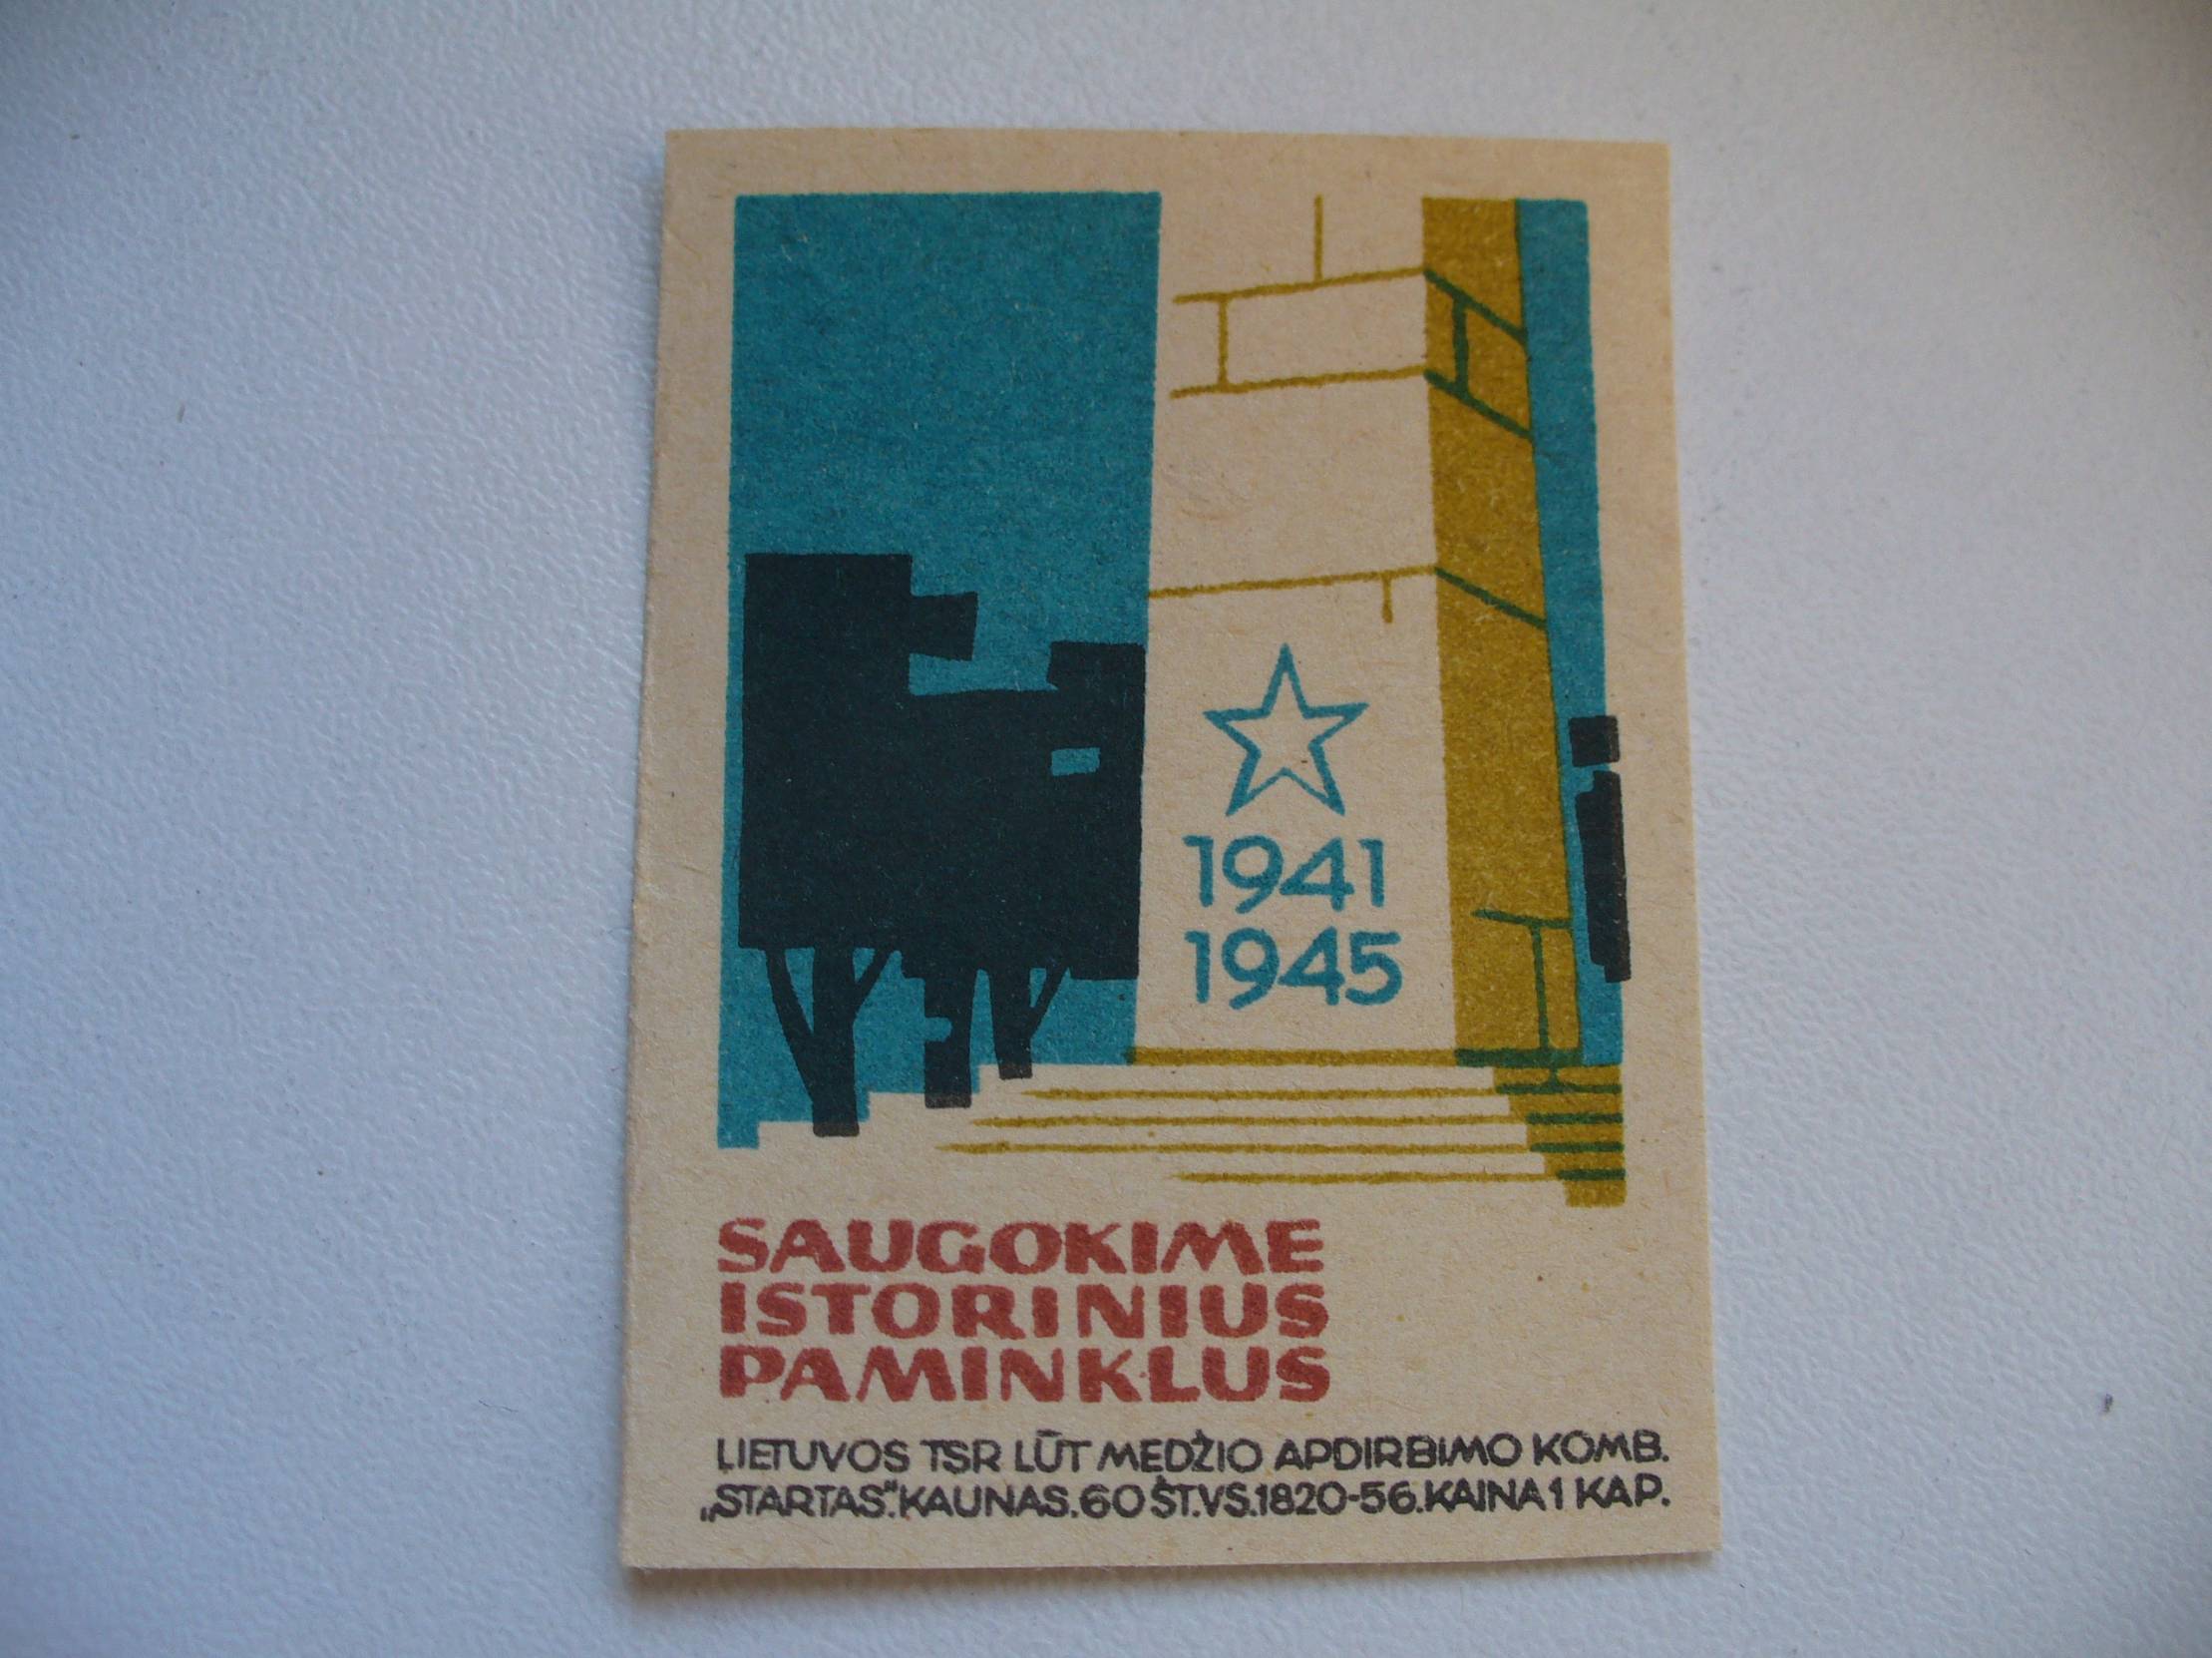 1941
1945
SAUGOKIME
ISTORINIUS
PAMINKLUS
LIETUVOS TSR LŪT MEDŽIO APDIRBIMO KOMB.
„STARTAS“.KAUNAS.60 ŠT.VS.1820-56.KAINA 1 KAP.